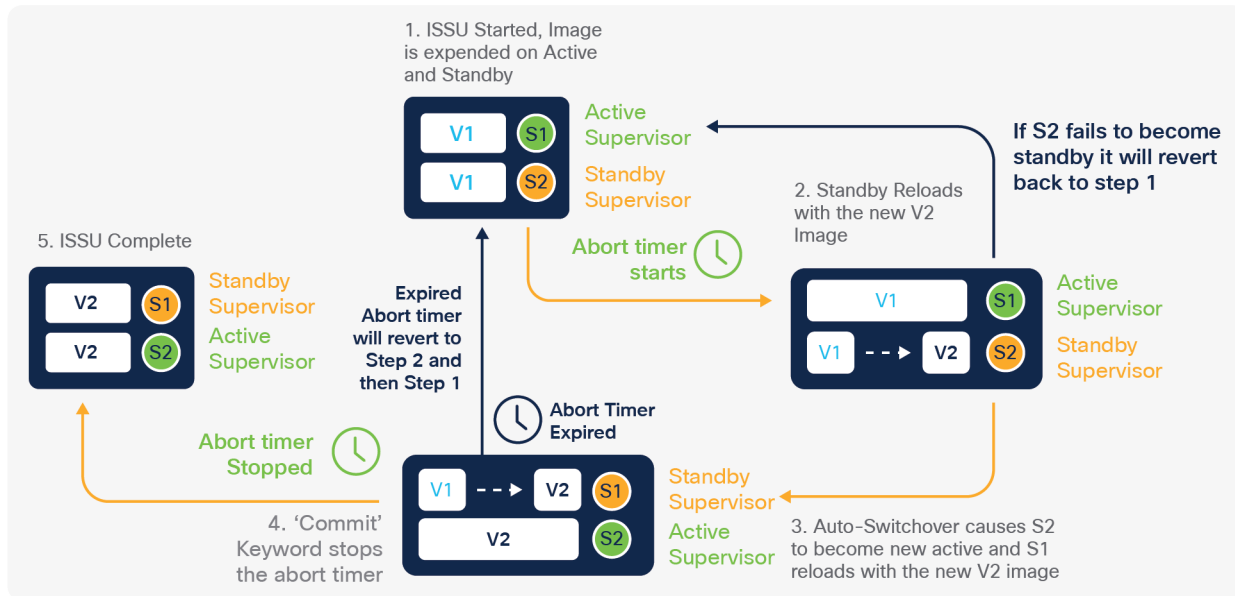 1. ISSU Started, Image
is expended on Active
and Standby
V1
S1
Active
Supervisor
V1
S2
Standby
Supervisor
If S2 fails to become
standby it will revert
back to step 1
2. Standby Reloads
with the new V2
Image
Abort timer
starts
V1
S1
Active
Supervisor
V1
V2
S2
Standby
Supervisor
5. ISSU Complete
V2
S1
Standby
Supervisor
V2
S2
Active
Supervisor
Expired
Abort timer
will revert to
Step 2 and
then Step 1
Abort Timer
Expired
Abort timer
Stopped
V1
V2
S1
Standby
Supervisor
V2
S2
Active
Supervisor
3. Auto-Switchover causes S2
to become new active and S1
reloads with the new V2 image
4. ‘Commit’
Keyword stops
the abort timer